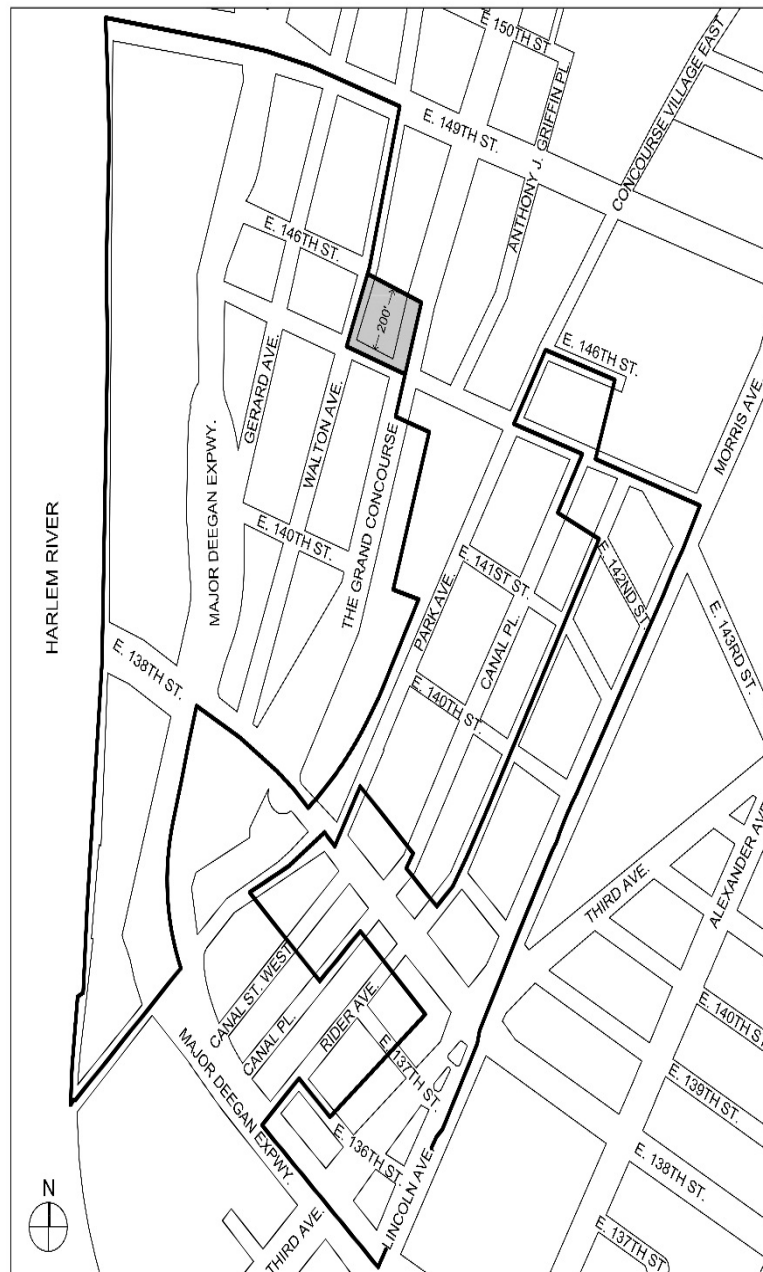 E. 150TH ST
CONCOURSE VILLAGE EAST
ANTHONY J. GRIFFIN PL.
E. 149TH ST.
E. 146TH ST.
200'
E. 146TH ST.
GERARD AVE.
WALTON AVE.
THE GRAND CONCOURSE
MAJOR DEEGAN EXPWY.
MORRIS AVE.
HARLEM RIVER
E. 140TH ST.
E. 141ST ST.
E. 142ND ST.
PARK AVE.
CANAL PL.
E. 143RD ST.
E. 138TH ST.
E. 140TH ST.
THIRD AVE.
ALEXANDER AVE
CANAL ST. WEST
CANAL PL.
RIDER AVE.
E. 137TH ST.
E. 140TH ST
E. 139TH ST.
MAJOR DEEGAN EXPWY.
E. 136TH ST.
E. 138TH ST.
LINCOLN AVE.
N
THIRD AVE.
E. 137TH ST